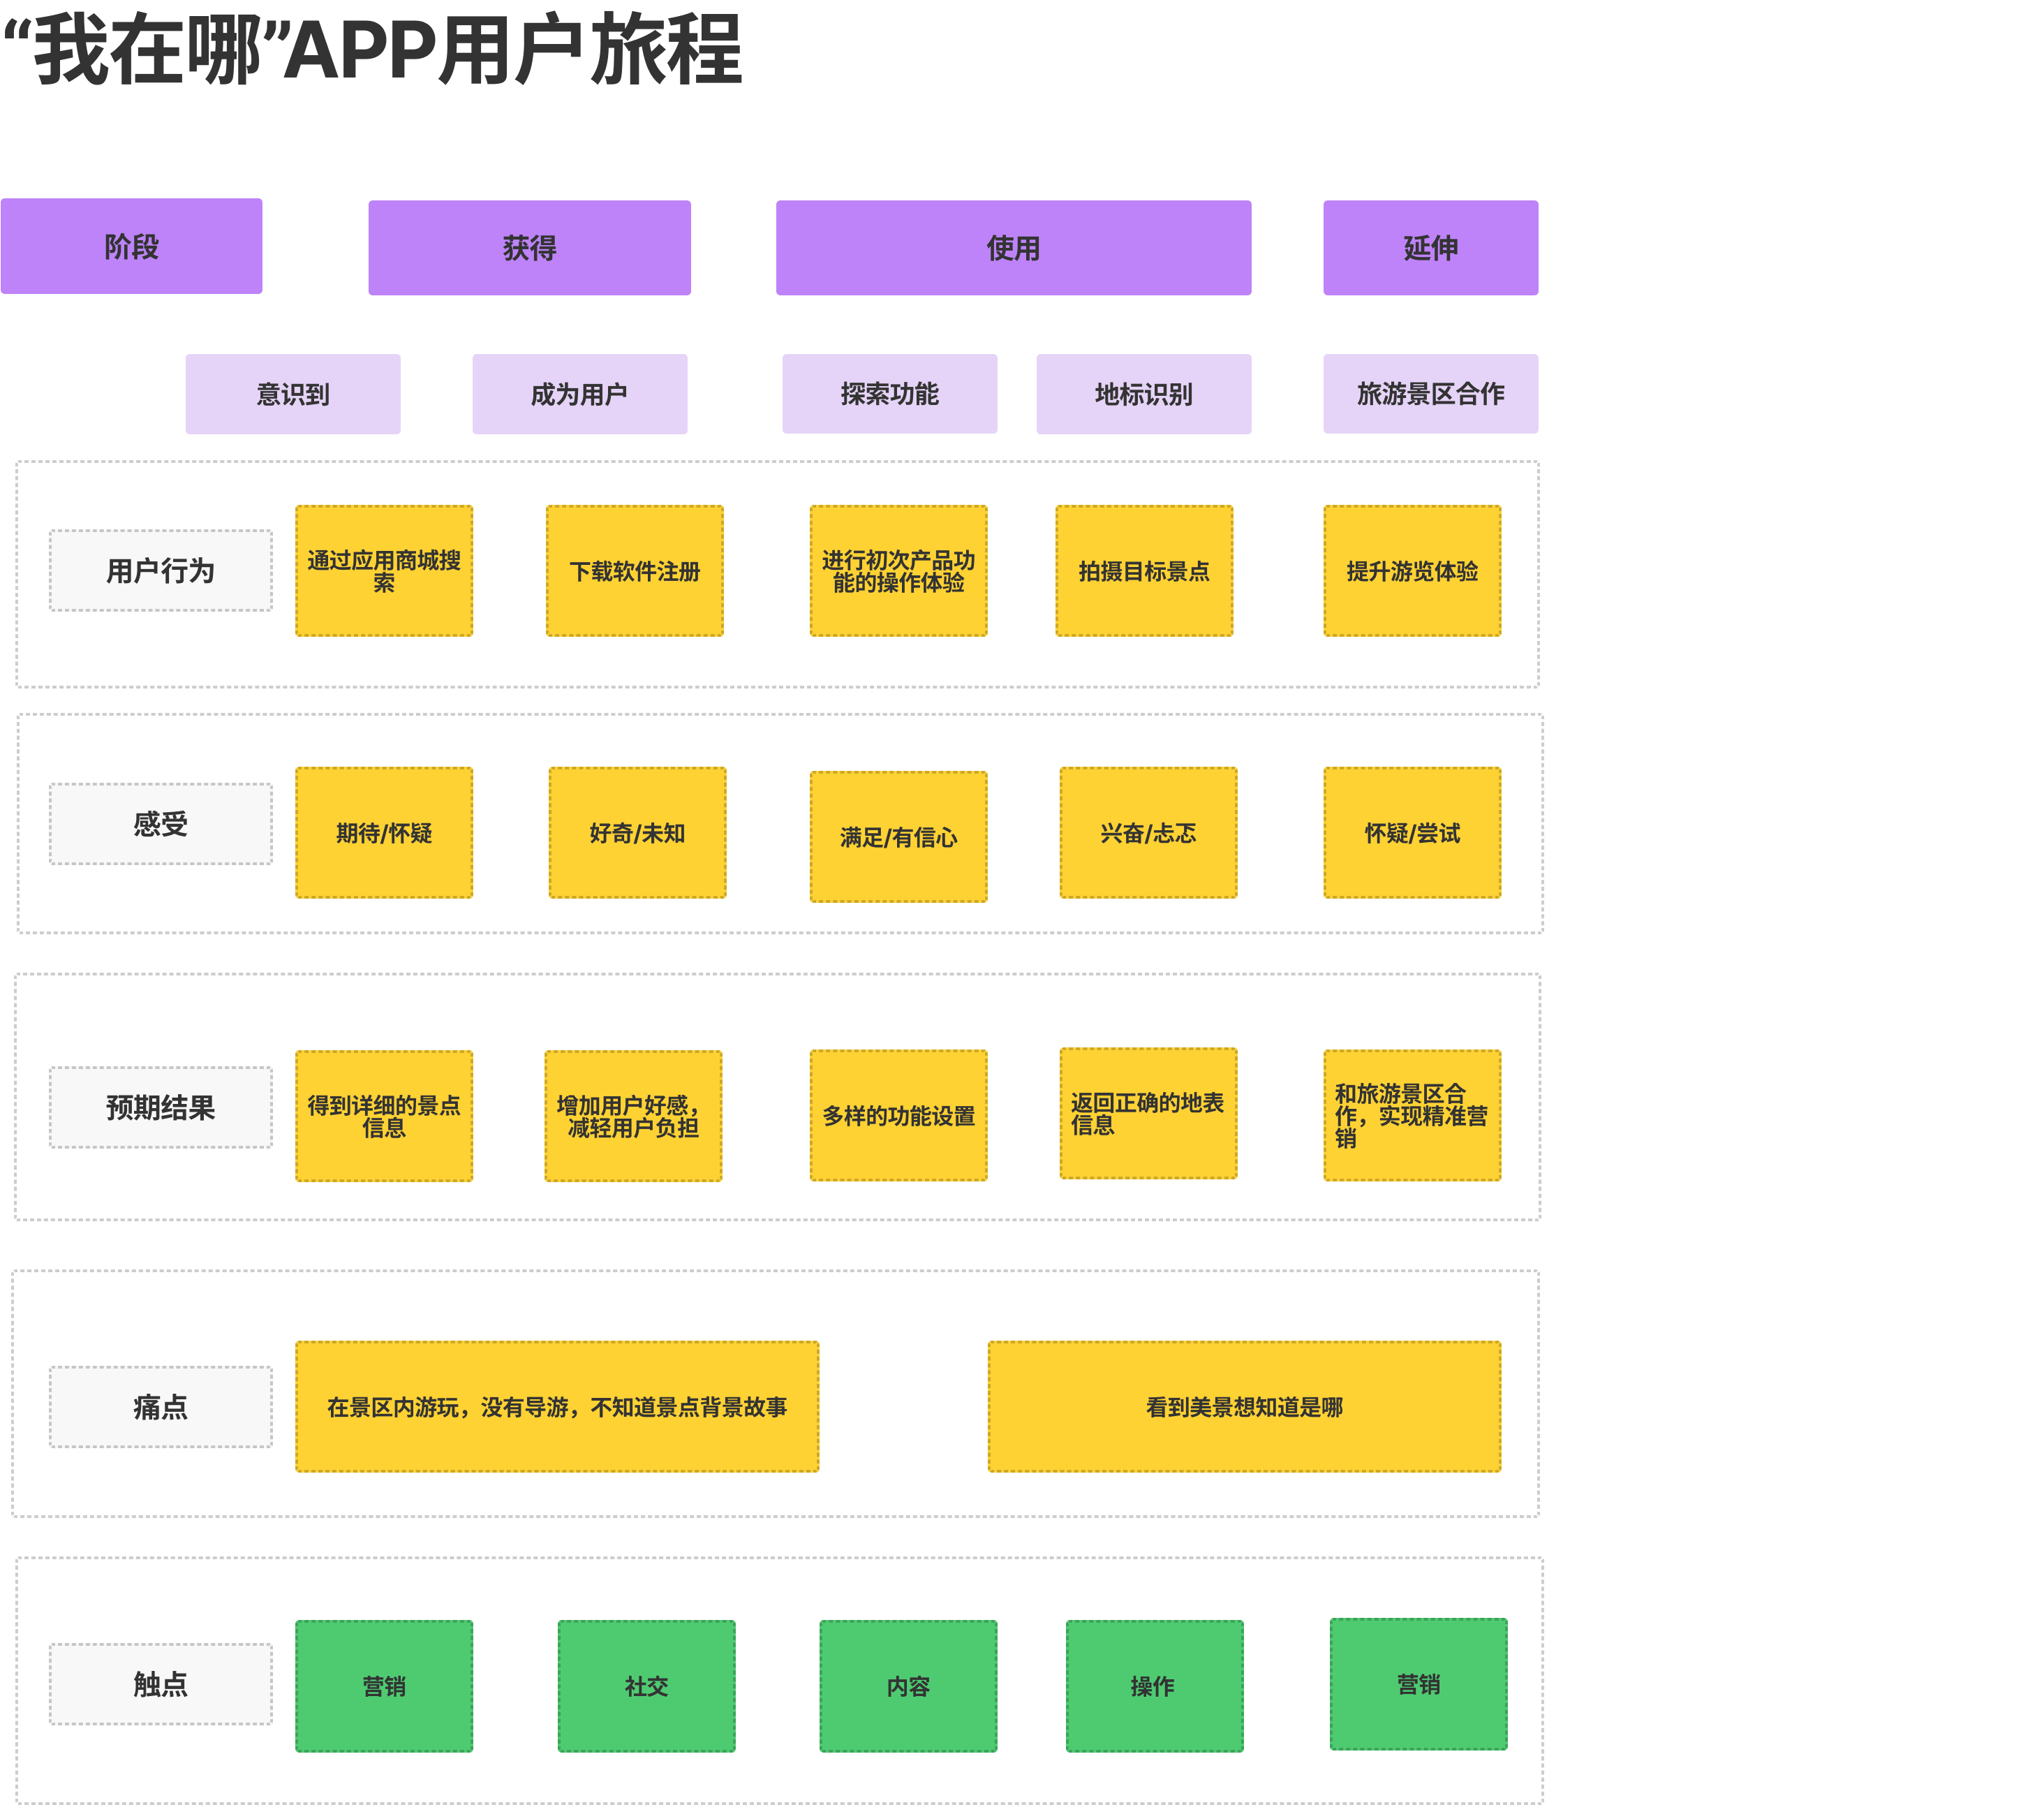 “我在哪”APP用户旅程
阶段
获得
使用
延伸
意识到
成为用户
探索功能
地标识别
旅游景区合作
用户行为
通过应用商城搜
索
下载软件注册
进行初次产品功
能的操作体验
拍摄目标景点
提升游览体验
感受
期待/怀疑
好奇/未知
满足/有信心
兴奋/忐忑
怀疑/尝试
预期结果
得到详细的景点
信息
增加用户好感，
减轻用户负担
多样的功能设置
返回正确的地表
信息
和旅游景区合
作，实现精准营
销
痛点
在景区内游玩，没有导游，不知道景点背景故事
看到美景想知道是哪
触点
营销
社交
内容
操作
营销